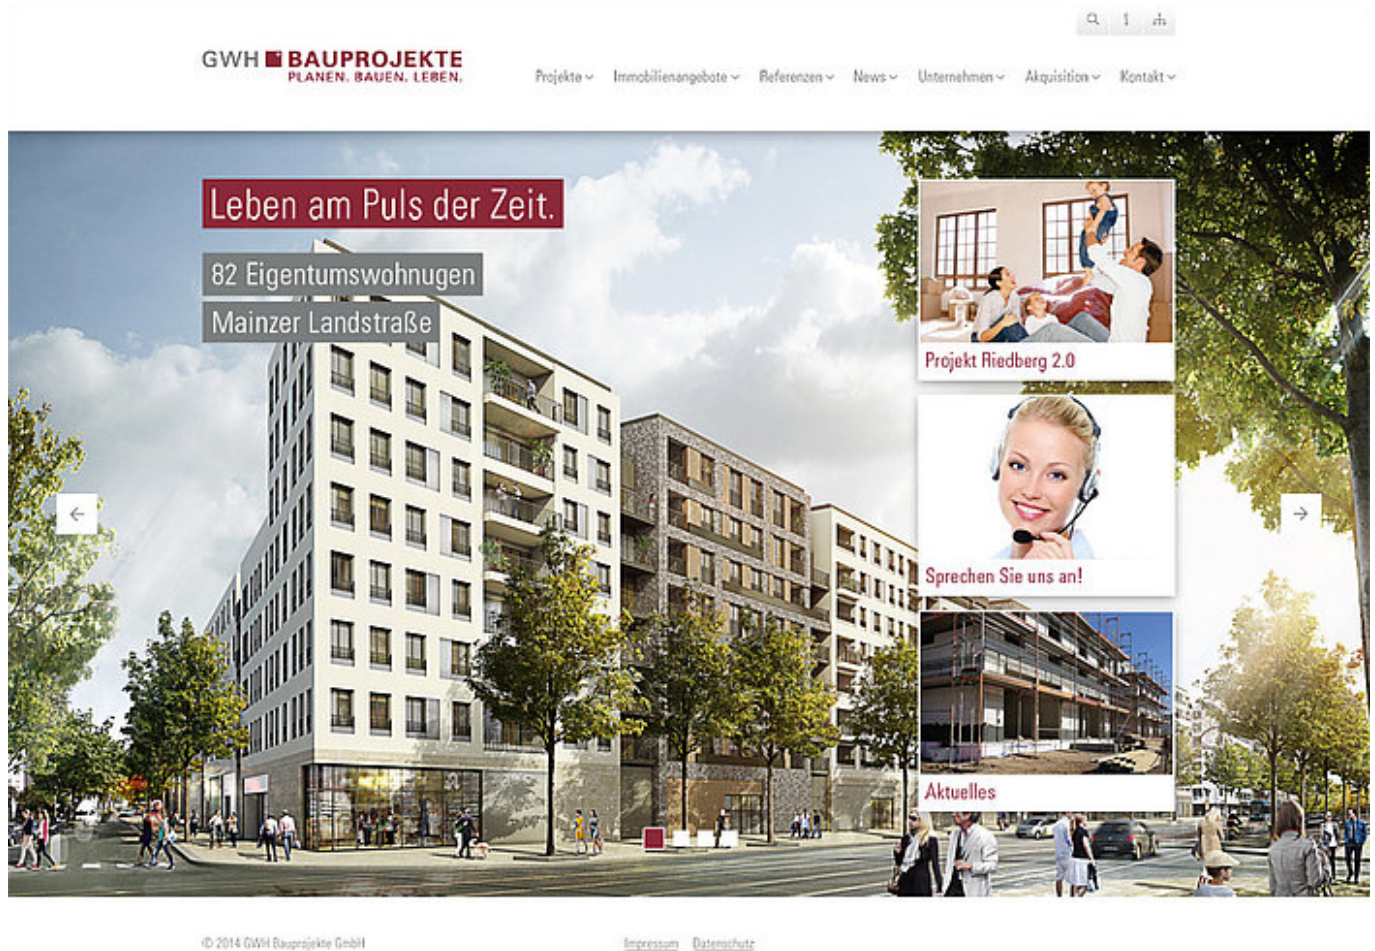 GWH BAUPROJEKTE
PLANEN. BAUEN. LEBEN.
Projekte Immobilienangebote Referenzen News Unternehmen Akquisition Kontakt
Leben am Puls der Zeit.
82 Eigentumswohnugen
Mainzer Landstraße
Projekt Riedberg 2.0
Sprechen Sie uns an!
Aktuelles
© 2014 GWH Bauprojekte GmbH
Impressum Datenschutz